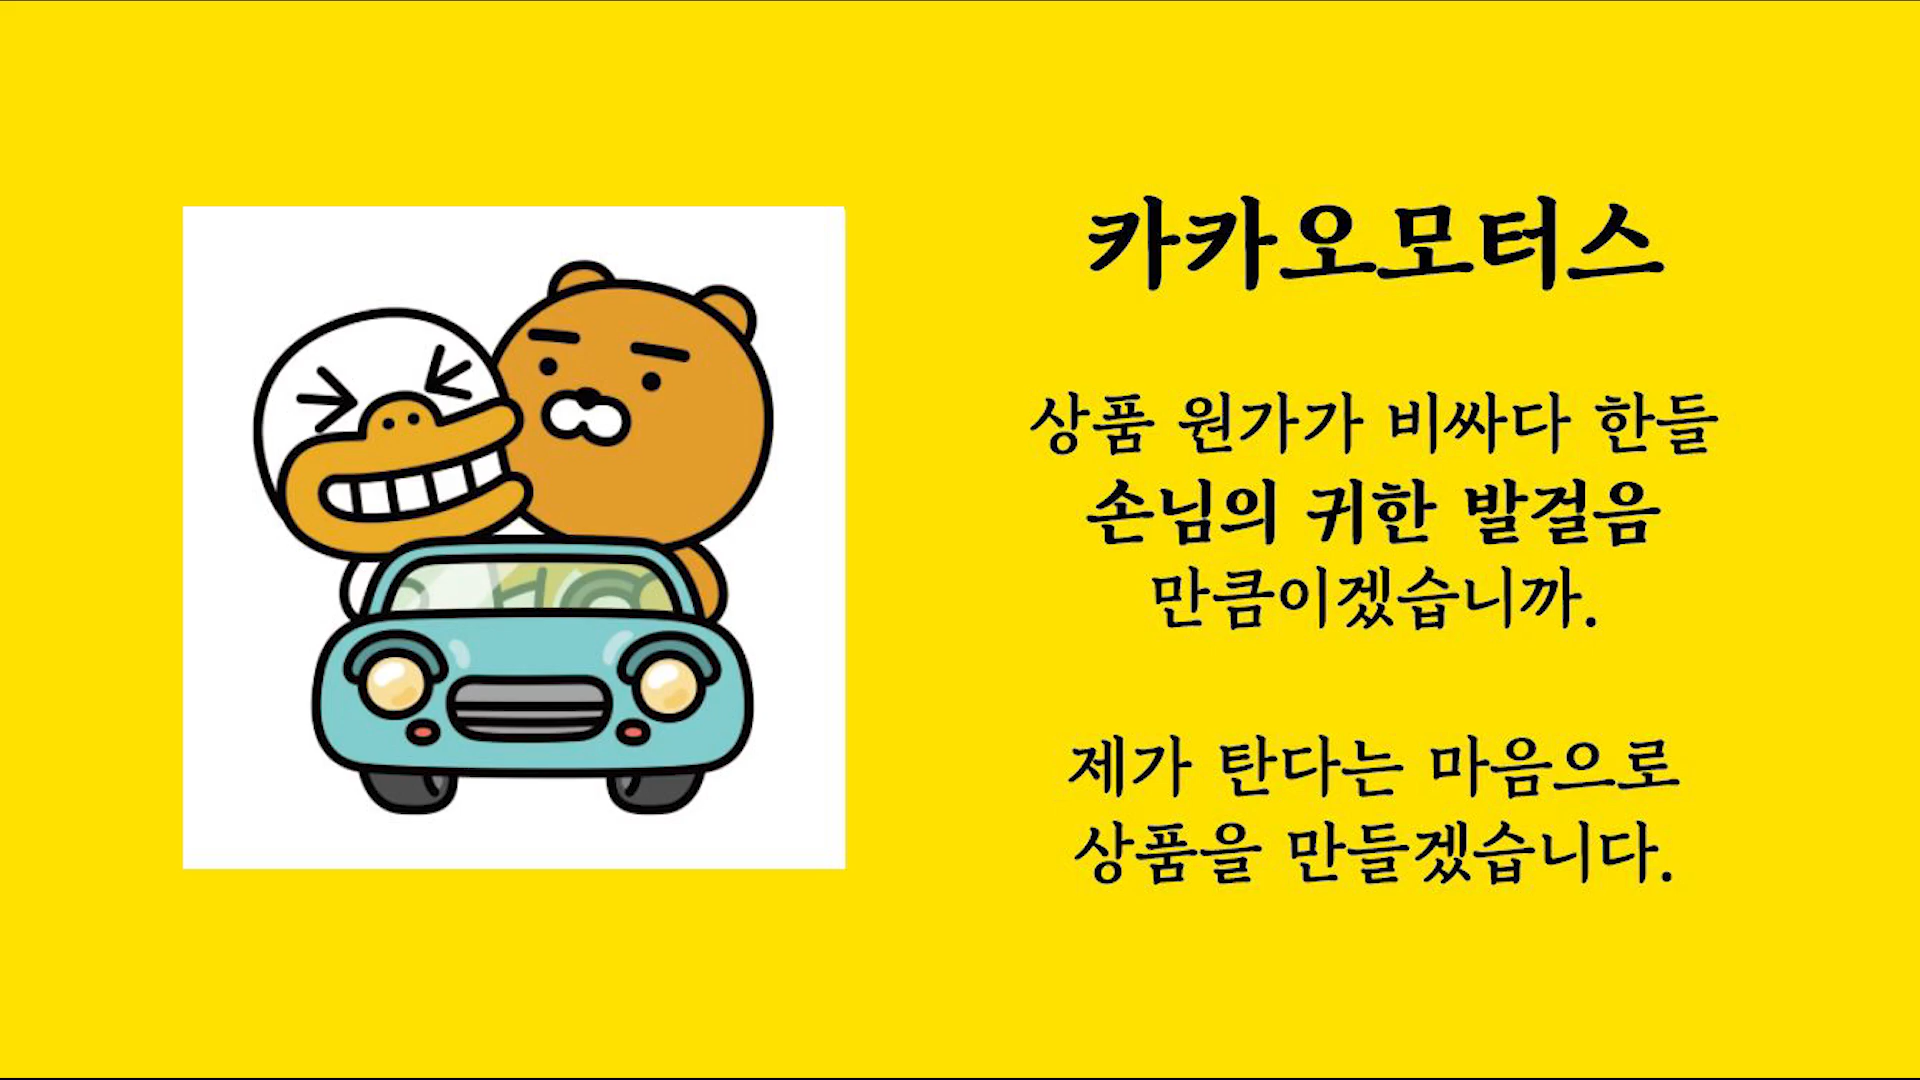 카카오모터스
상품 원가가 비싸다 한들
손님의 귀한 발걸음
만큼이겠습니까.
제가 탄다는 마음으로
상품을 만들겠습니다.